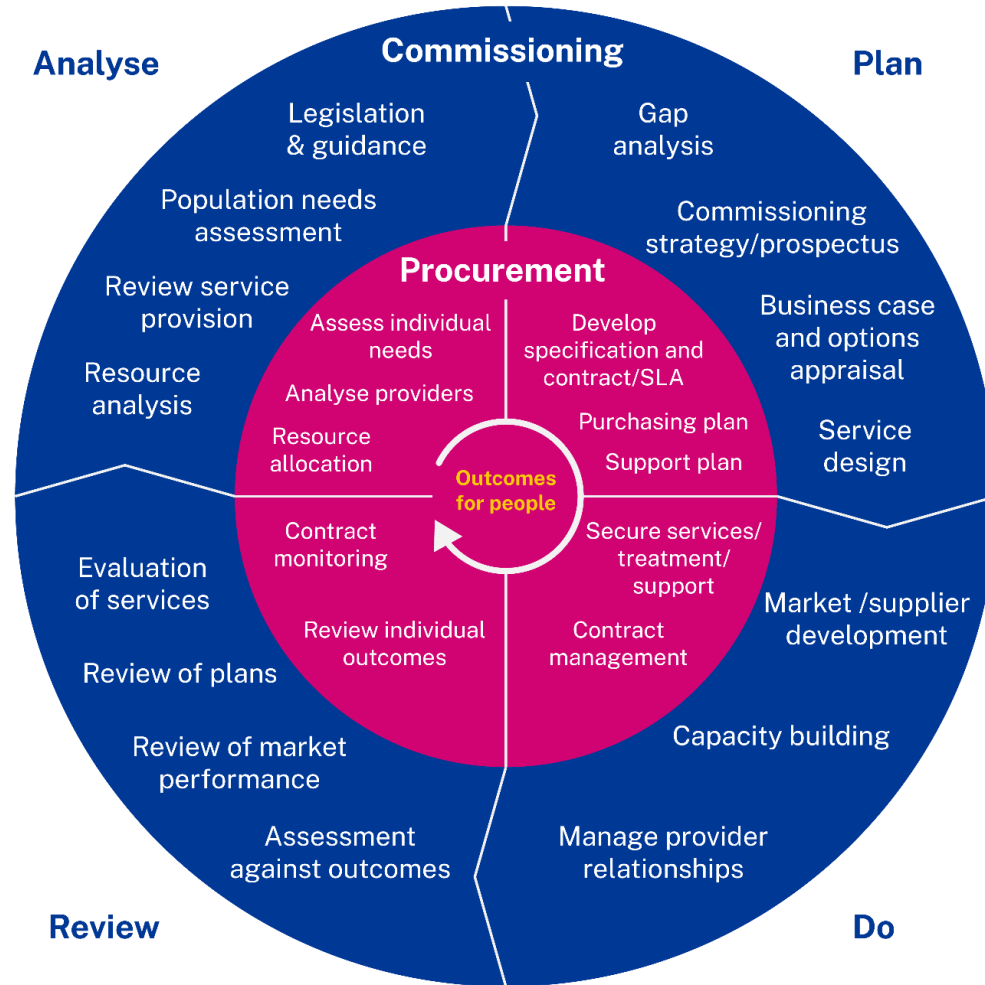 Analyse
Commissioning
Plan
Legislation
& guidance
Population needs
assessment
Review service
provision
Resource
analysis
Gap
analysis
Commissioning
strategy/prospectus
Business case
and options
appraisal
Service
design
Procurement
Assess individual
needs
Analyse providers
Resource
allocation
Develop
specification and
contract/SLA
Purchasing plan
Support plan
Outcomes
for people
Contract
monitoring
Review individual
outcomes
Secure services/
treatment/
support
Contract
management
Evaluation
of services
Review of plans
Review of market
performance
Assessment
against outcomes
Market /supplier
development
Capacity building
Manage provider
relationships
Review
Do